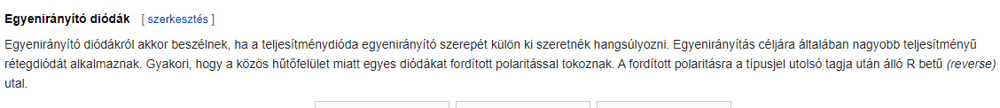 Egyenirányító diódák [ szerkesztés ]
Egyenirányító diódákról akkor beszélnek, ha a teljesítménydióda egyenirányító szerepét külön ki szeretnék hangsúlyozni. Egyenirányítás céljára általában nagyobb teljesítményű
rétegdiódát alkalmaznak. Gyakori, hogy a közös hűtőfelület miatt egyes diódákat fordított polaritással tokoznak. A fordított polaritásra a típusjel utolsó tagja után álló R betű (reverse)
utal.